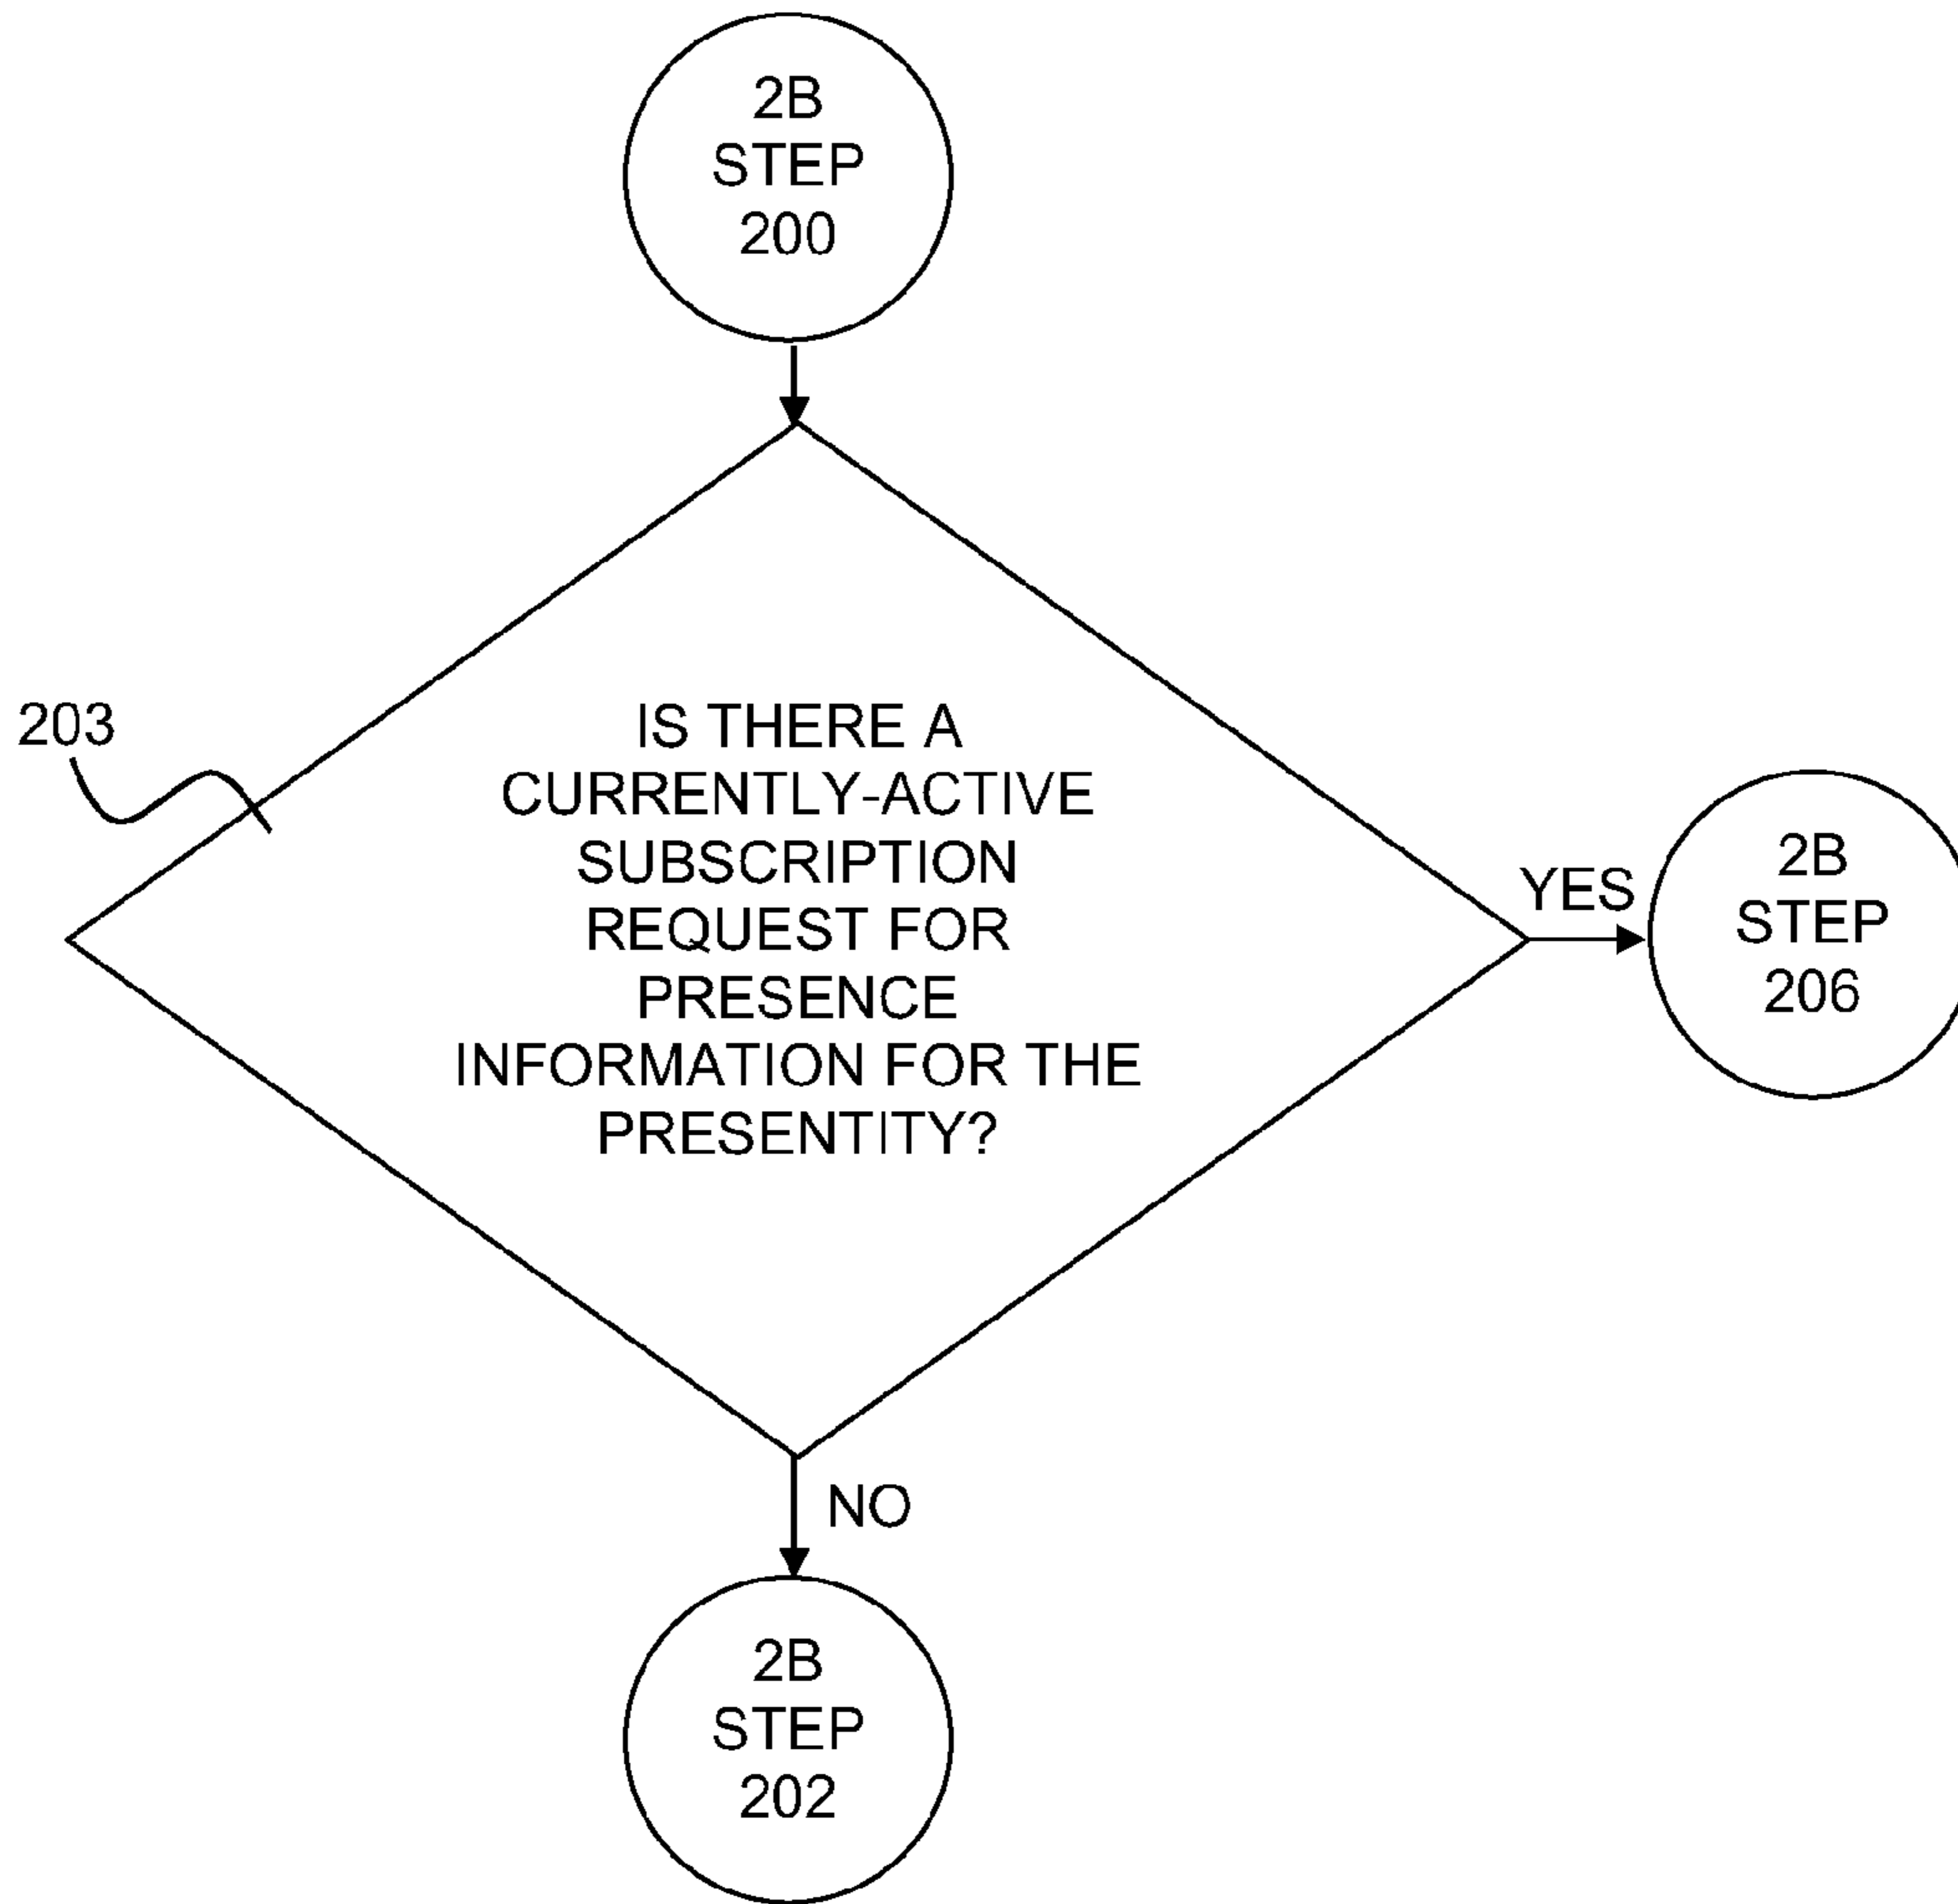 2B
STEP
200
203
IS THERE A
CURRENTLY-ACTIVE
SUBSCRIPTION
REQUEST FOR
PRESENCE
INFORMATION FOR THE
PRESENTITY?
YES
2B
STEP
206
NO
2B
STEP
202